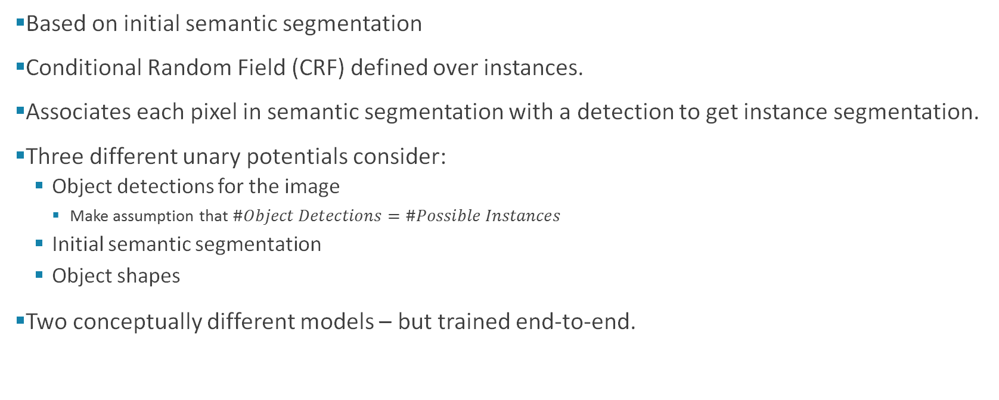 ▪Based on initial semantic segmentation
▪Conditional Random Field (CRF) defined over instances.
▪Associates each pixel in semantic segmentation with a detection to get instance segmentation.
▪Three different unary potentials consider:
▪ Object detections for the image
▪ Make assumption that #Object Detections = #Possible Instances
▪ Initial semantic segmentation
▪ Object shapes
▪Two conceptually different models – but trained end-to-end.